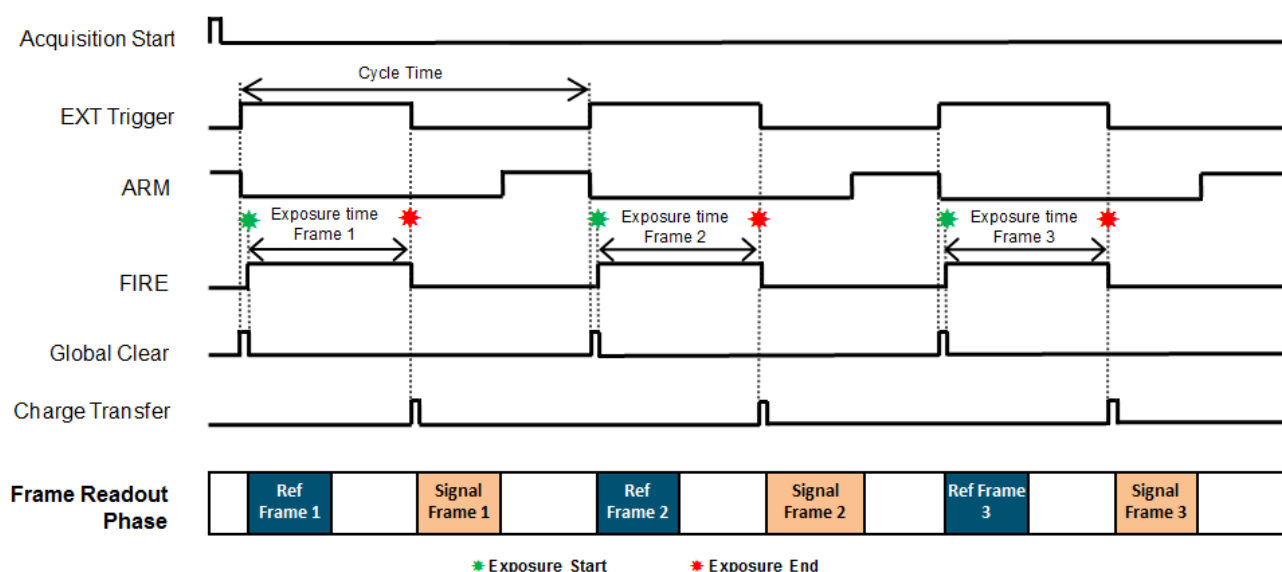 Acquisition Start
Cycle Time
EXT Trigger
ARM
Exposure time
Frame 1
Exposure time
Frame 2
Exposure time
Frame 3
FIRE
Global Clear
Charge Transfer
Frame Readout
Phase
Ref
Frame 1
Signal
Frame 1
Ref
Frame 2
Signal
Frame 2
Ref Frame
3
Signal
Frame 3
Exposure Start
Exposure End